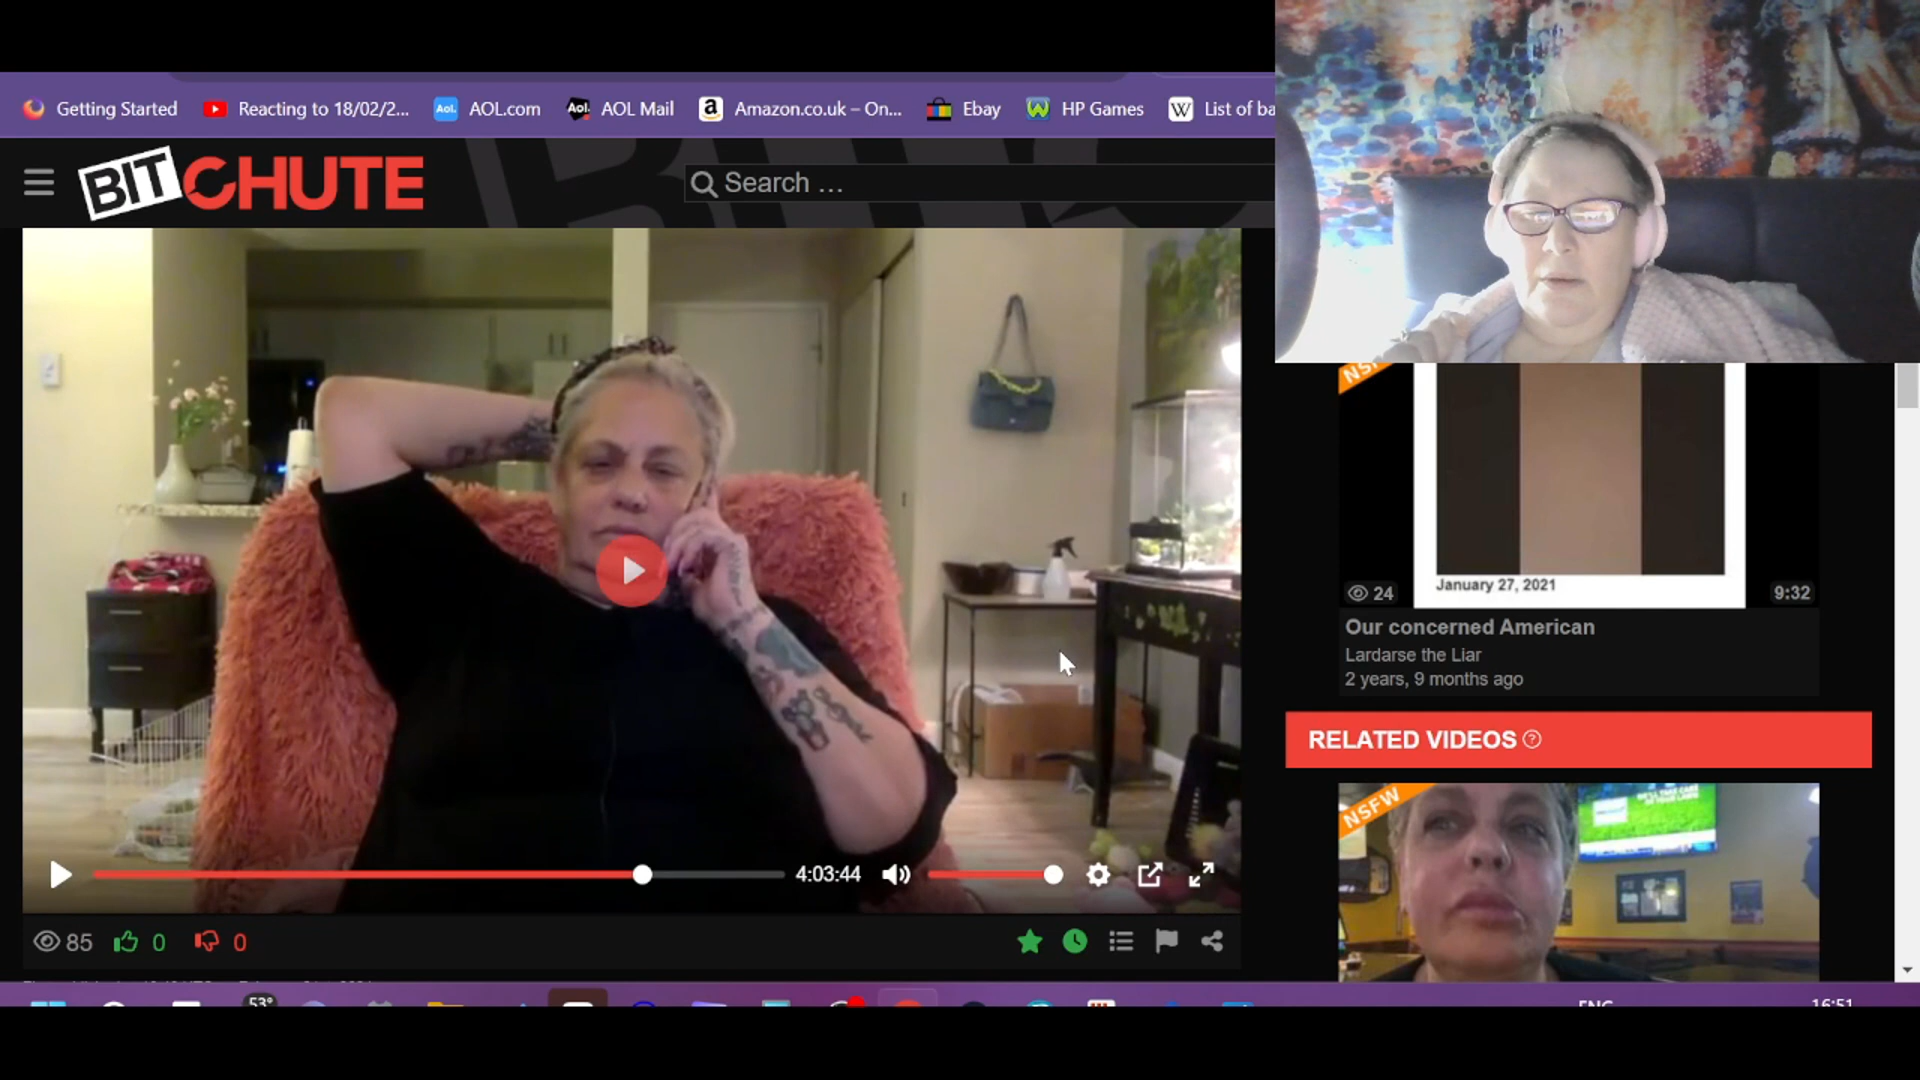 Getting Started
Reacting to 18/02/2...
AOL.com
AOL Mail
Amazon.co.uk – On...
Ebay
HP Games
List of ba
BITCHUTE
Search ...
24
January 27, 2021
9:32
Our concerned American
Lardarse the Liar
2 years, 9 months ago
RELATED VIDEOS
NSFW
4:03:44
85
0
0
53°
ENG
16:51